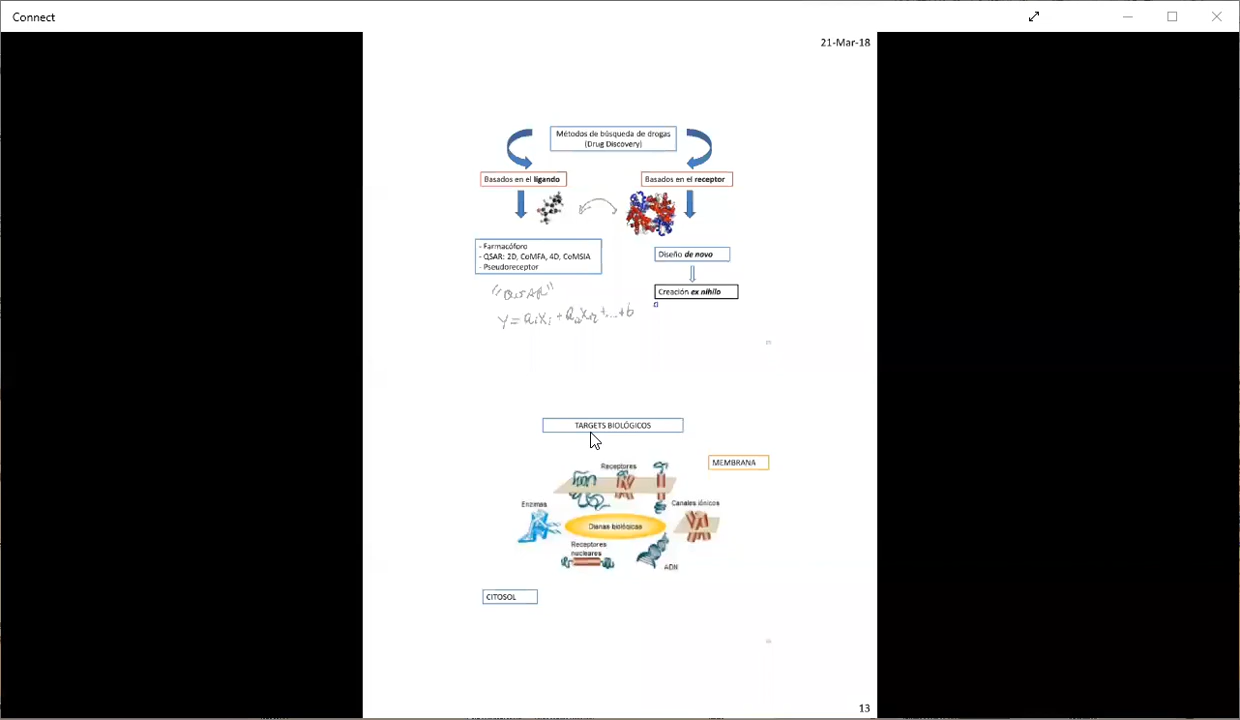 Connect
21-Mar-18
Métodos de búsqueda de drogas
(Drug Discovery)
Basados en el ligando
Basados en el receptor
- Farmacóforo
- QSAR: 2D, CoMFA, 4D, CoMSIA
- Pseudoreceptor
Diseño de novo
Creación ex nihilo
"QSAR"
TARGETS BIOLÓGICOS
MEMBRANA
Receptores
Enzimas
Canales iónicos
Dianas biológicas
Receptores
nucleares
ADN
CITOSOL
13